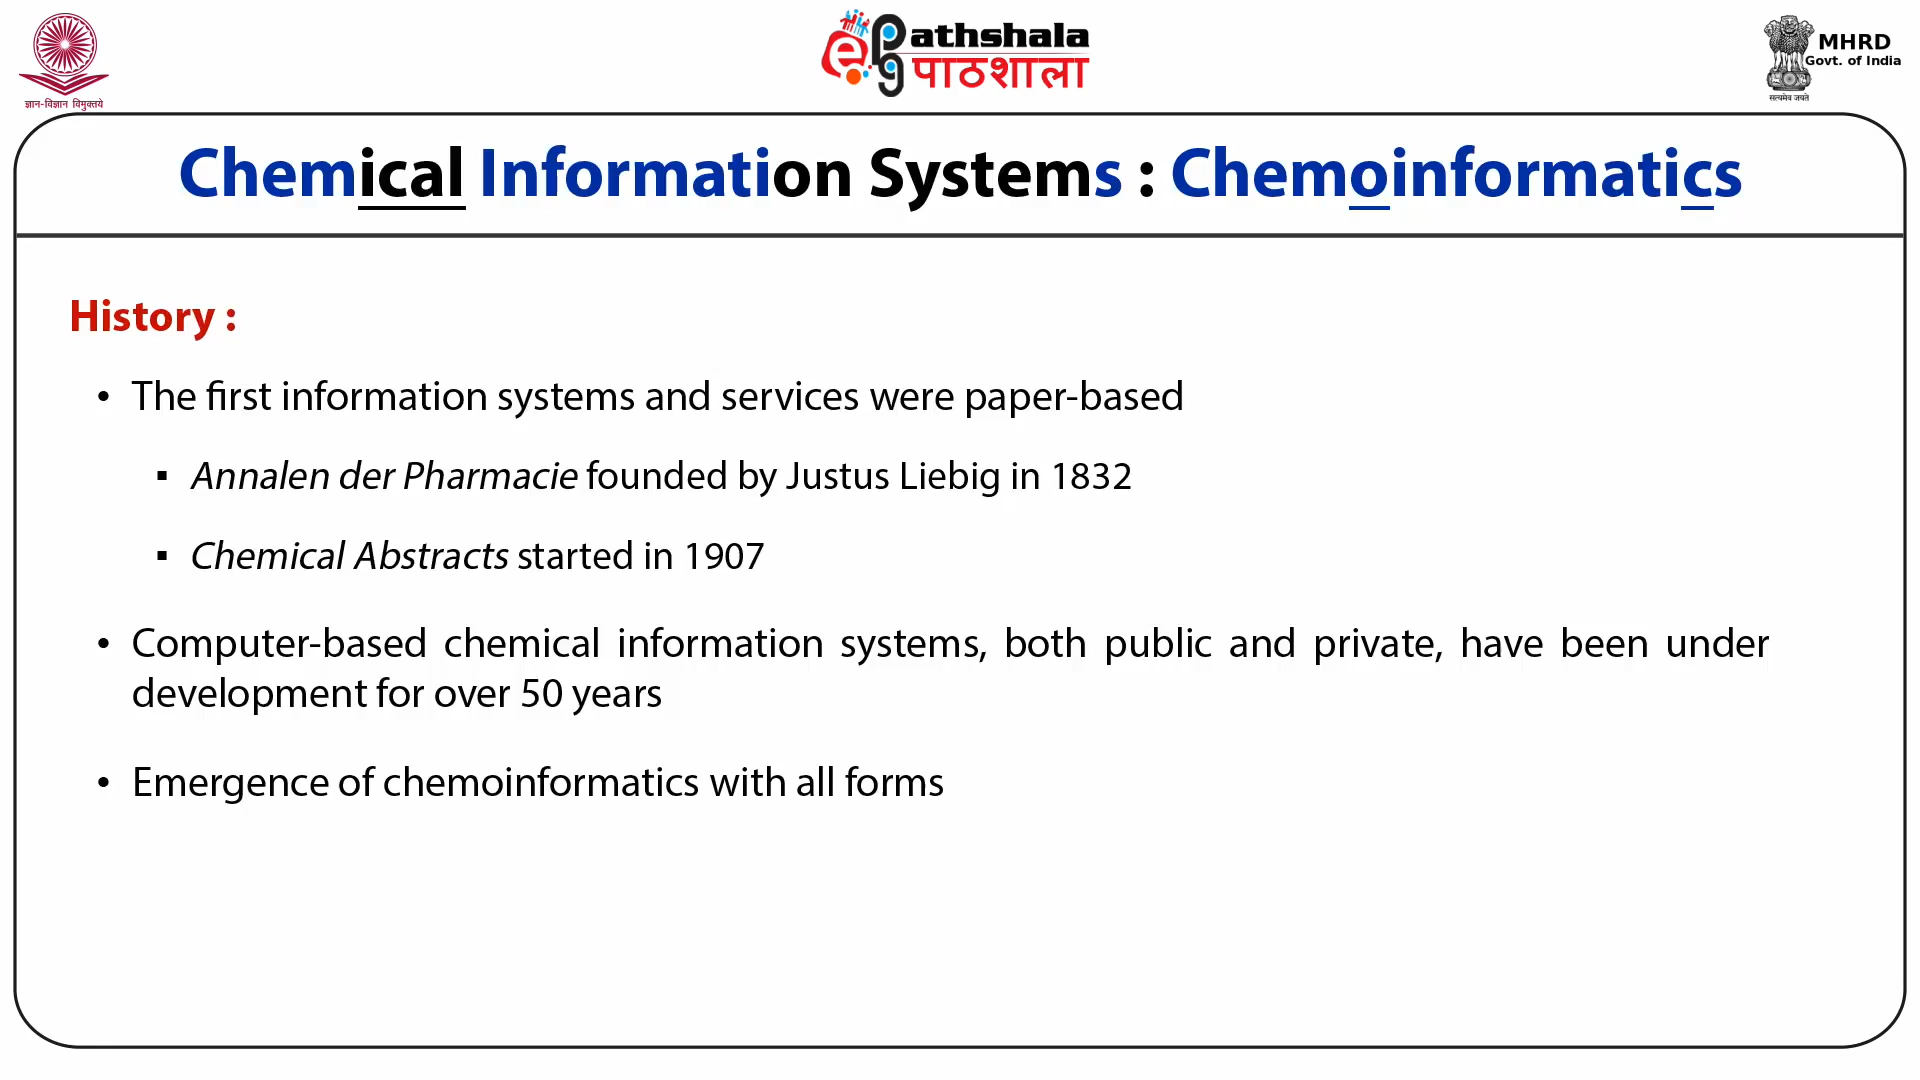 ज्ञान-विज्ञान विमुक्तये
ePathshala
पाठशाला
MHRD
Govt. of India
सत्यमेव जयते
Chemical Information Systems : Chemoinformatics
History :
• The first information systems and services were paper-based
▪ Annalen der Pharmacie founded by Justus Liebig in 1832
▪ Chemical Abstracts started in 1907
• Computer-based chemical information systems, both public and private, have been under
development for over 50 years
• Emergence of chemoinformatics with all forms